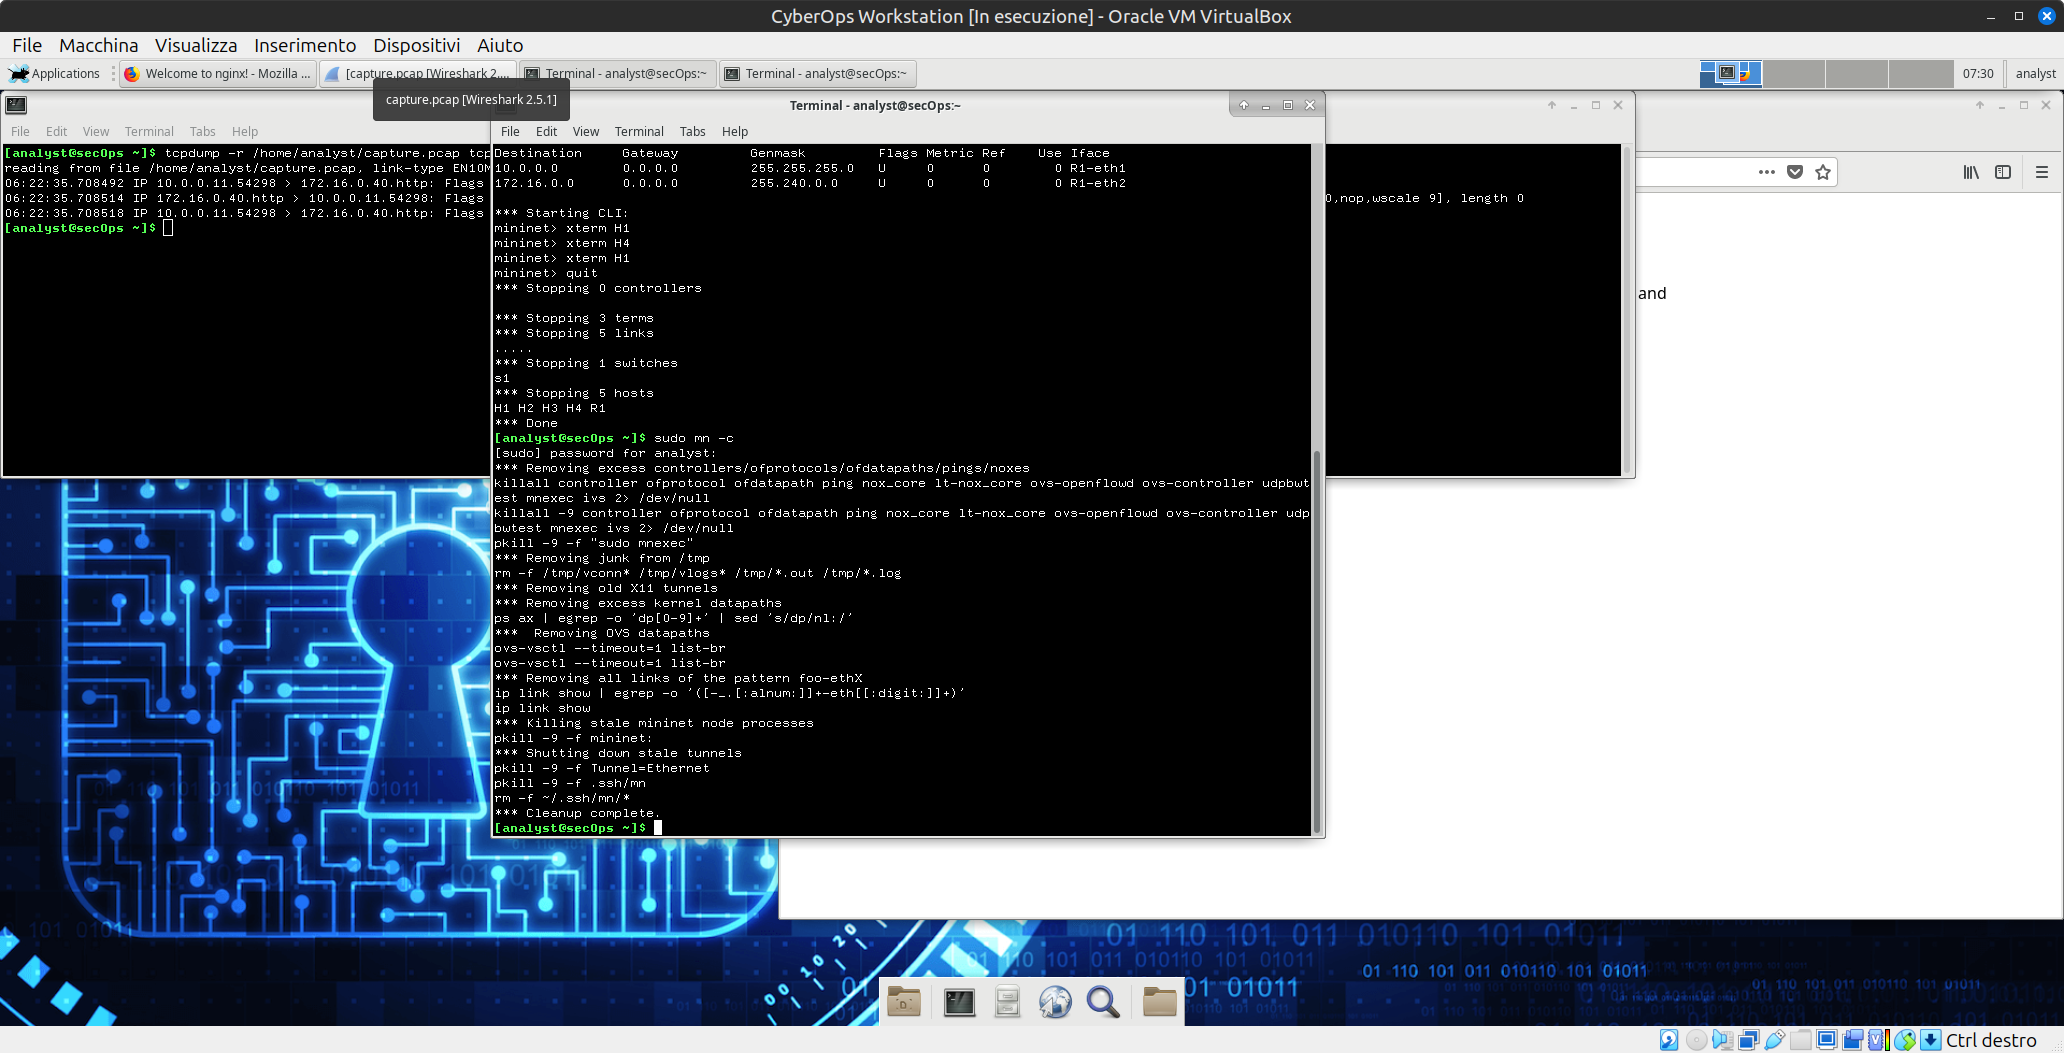 CyberOps Workstation [In esecuzione] - Oracle VM VirtualBox
File Macchina Visualizza Inserimento Dispositivi Aiuto
Applications
Welcome to nginx! - Mozilla ...
[capture.pcap [Wireshark 2....
Terminal - analyst@secOps:~
Terminal - analyst@secOps:~
07:30
analyst
capture.pcap [Wireshark 2.5.1]
File Edit View Terminal Tabs Help
[analyst@secOps ~]$ tcpdump -r /home/analyst/capture.pcap tcp
reading from file /home/analyst/capture.pcap, link-type EN10M
06:22:35.708492 IP 10.0.0.11.54298 > 172.16.0.40.http: Flags
06:22:35.708514 IP 172.16.0.40.http > 10.0.0.11.54298: Flags
0,nop,wscale 9], length 0
06:22:35.708518 IP 10.0.0.11.54298 > 172.16.0.40.http: Flags
[analyst@secOps ~]$
Terminal - analyst@secOps:~
File Edit View Terminal Tabs Help
Destination Gateway Genmask Flags Metric Ref Use Iface
10.0.0.0 0.0.0.0 255.255.255.0 U 0 0 0 R1-eth1
172.16.0.0 0.0.0.0 255.240.0.0 U 0 0 0 R1-eth2
*** Starting CLI:
mininet> xterm H1
mininet> xterm H4
mininet> xterm H1
mininet> quit
*** Stopping 0 controllers
*** Stopping 3 terms
*** Stopping 5 links
.....
*** Stopping 1 switches
s1
*** Stopping 5 hosts
H1 H2 H3 H4 R1
*** Done
[analyst@secOps ~]$ sudo mn -c
[sudo] password for analyst:
*** Removing excess controllers/ofprotocols/ofdatapaths/pings/noxes
killall controller ofprotocol ofdatapath ping nox_core lt-nox_core ovs-openflowd ovs-controller udpbwt
est mnexec ivs 2> /dev/null
killall -9 controller ofprotocol ofdatapath ping nox_core lt-nox_core ovs-openflowd ovs-controller udp
bwtest mnexec ivs 2> /dev/null
pkill -9 -f "sudo mnexec"
*** Removing junk from /tmp
rm -f /tmp/vconn* /tmp/vlogs* /tmp/*.out /tmp/*.log
*** Removing old X11 tunnels
*** Removing excess kernel datapaths
ps ax | egrep -o 'dp[0-9]+' | sed 's/dp/nl:/'
***  Removing OVS datapaths
ovs-vsctl --timeout=1 list-br
ovs-vsctl --timeout=1 list-br
*** Removing all links of the pattern foo-ethX
ip link show | egrep -o '([-_.[:alnum:]]+-eth[[:digit:]]+)'
ip link show
*** Killing stale mininet node processes
pkill -9 -f mininet:
*** Shutting down stale tunnels
pkill -9 -f Tunnel=Ethernet
pkill -9 -f .ssh/mn
rm -f ~/.ssh/mn/*
*** Cleanup complete.
[analyst@secOps ~]$
and
Ctrl destro